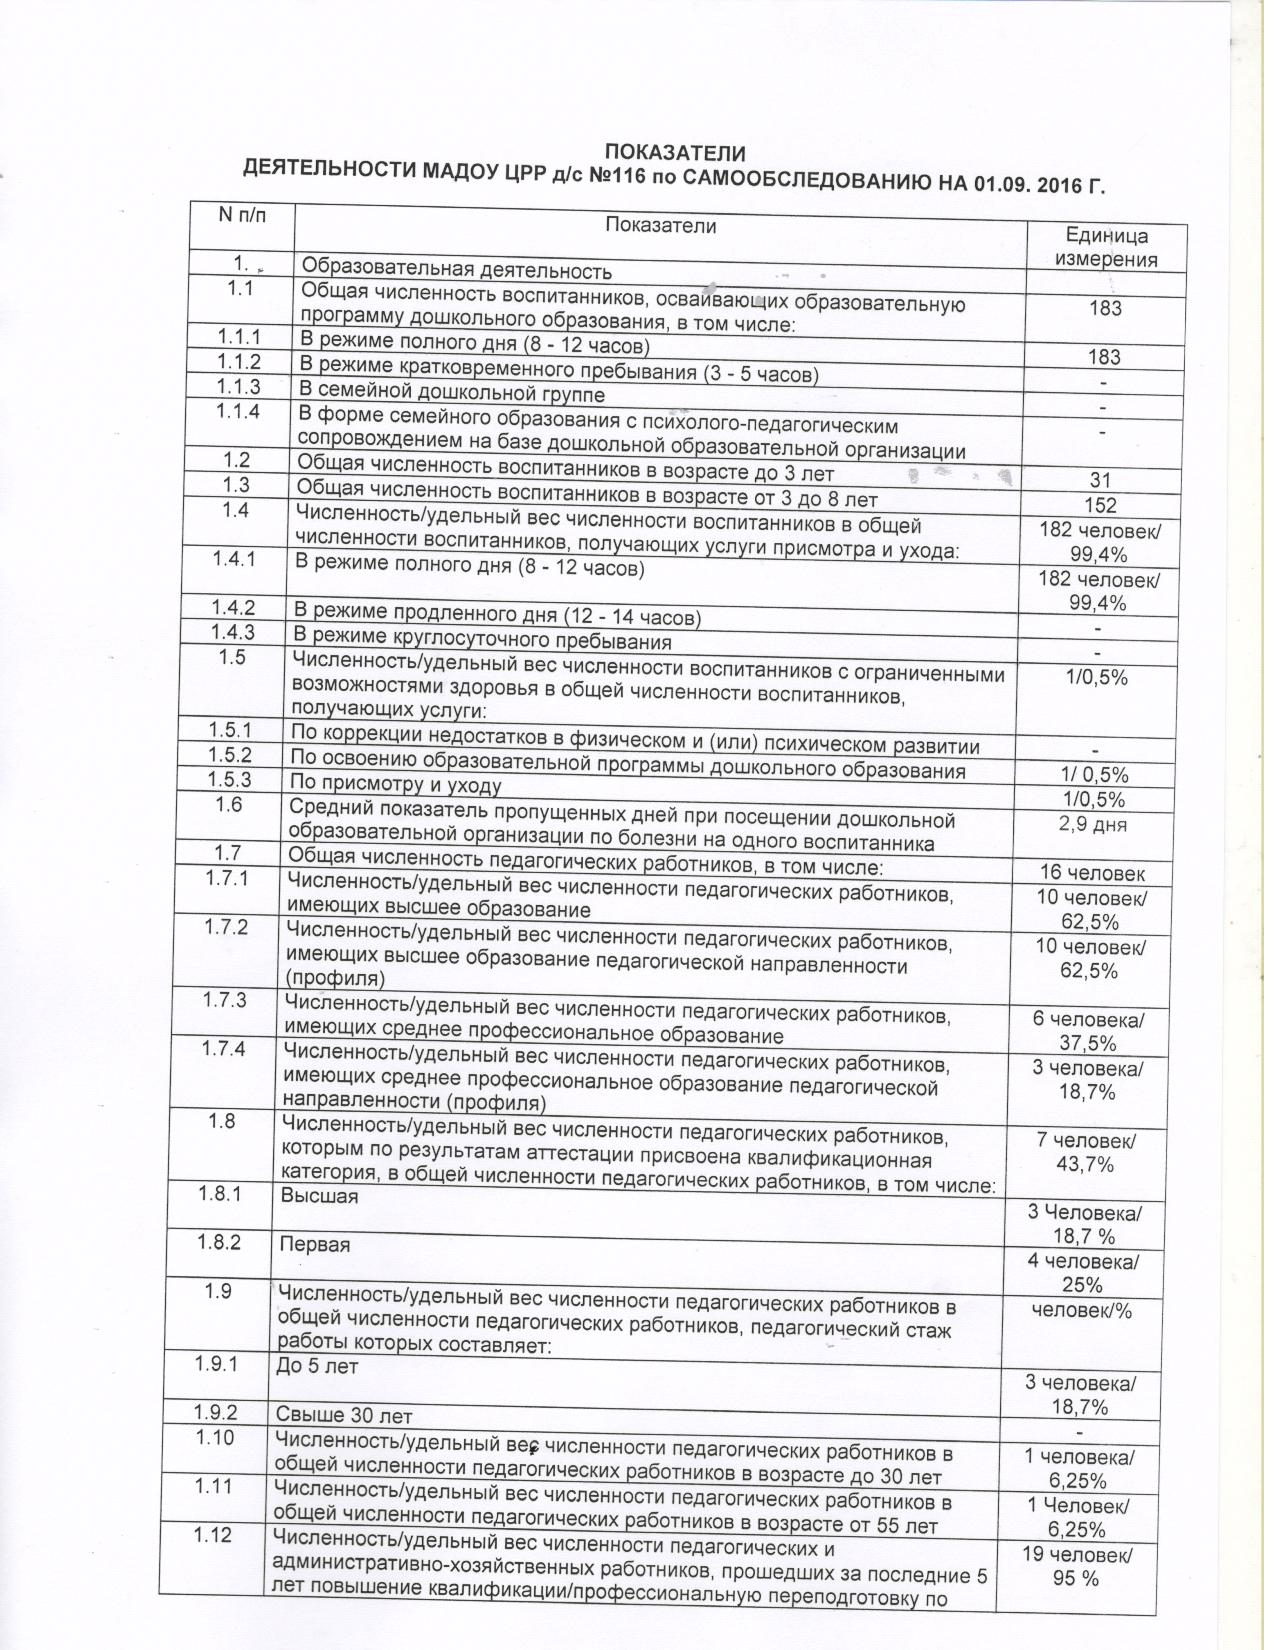 ПОКАЗАТЕЛИ
ДЕЯТЕЛЬНОСТИ МАДОУ ЦРР д/с №116 по САМООБСЛЕДОВАНИЮ НА 01.09. 2016 Г.
N п/п
Показатели
Единица
измерения
1.
Образовательная деятельность
1.1
Общая численность воспитанников, осваивающих образовательную
программу дошкольного образования, в том числе:
183
1.1.1
В режиме полного дня (8 - 12 часов)
183
1.1.2
В режиме кратковременного пребывания (3 - 5 часов)
-
1.1.3
В семейной дошкольной группе
-
1.1.4
В форме семейного образования с психолого-педагогическим
сопровождением на базе дошкольной образовательной организации
-
1.2
Общая численность воспитанников в возрасте до 3 лет
31
1.3
Общая численность воспитанников в возрасте от 3 до 8 лет
152
1.4
Численность/удельный вес численности воспитанников в общей
численности воспитанников, получающих услуги присмотра и ухода:
182 человек/
99,4%
1.4.1
В режиме полного дня (8 - 12 часов)
182 человек/
99,4%
1.4.2
В режиме продленного дня (12 - 14 часов)
-
1.4.3
В режиме круглосуточного пребывания
-
1.5
Численность/удельный вес численности воспитанников с ограниченными
возможностями здоровья в общей численности воспитанников,
получающих услуги:
1/0,5%
1.5.1
По коррекции недостатков в физическом и (или) психическом развитии
-
1.5.2
По освоению образовательной программы дошкольного образования
1/ 0,5%
1.5.3
По присмотру и уходу
1/0,5%
1.6
Средний показатель пропущенных дней при посещении дошкольной
образовательной организации по болезни на одного воспитанника
2,9 дня
1.7
Общая численность педагогических работников, в том числе:
16 человек
1.7.1
Численность/удельный вес численности педагогических работников,
имеющих высшее образование
10 человек/
62,5%
1.7.2
Численность/удельный вес численности педагогических работников,
имеющих высшее образование педагогической направленности
(профиля)
10 человек/
62,5%
1.7.3
Численность/удельный вес численности педагогических работников,
имеющих среднее профессиональное образование
6 человека/
37,5%
1.7.4
Численность/удельный вес численности педагогических работников,
имеющих среднее профессиональное образование педагогической
направленности (профиля)
3 человека/
18,7%
1.8
Численность/удельный вес численности педагогических работников,
которым по результатам аттестации присвоена квалификационная
категория, в общей численности педагогических работников, в том числе:
7 человек/
43,7%
1.8.1
Высшая
3 Человека/
18,7 %
1.8.2
Первая
4 человека/
25%
1.9
Численность/удельный вес численности педагогических работников в
общей численности педагогических работников, педагогический стаж
работы которых составляет:
человек/%
1.9.1
До 5 лет
3 человека/
18,7%
1.9.2
Свыше 30 лет
-
1.10
Численность/удельный вес численности педагогических работников в
общей численности педагогических работников в возрасте до 30 лет
1 человека/
6,25%
1.11
Численность/удельный вес численности педагогических работников в
общей численности педагогических работников в возрасте от 55 лет
1 Человек/
6,25%
1.12
Численность/удельный вес численности педагогических и
административно-хозяйственных работников, прошедших за последние 5
лет повышение квалификации/профессиональную переподготовку по
19 человек/
95 %